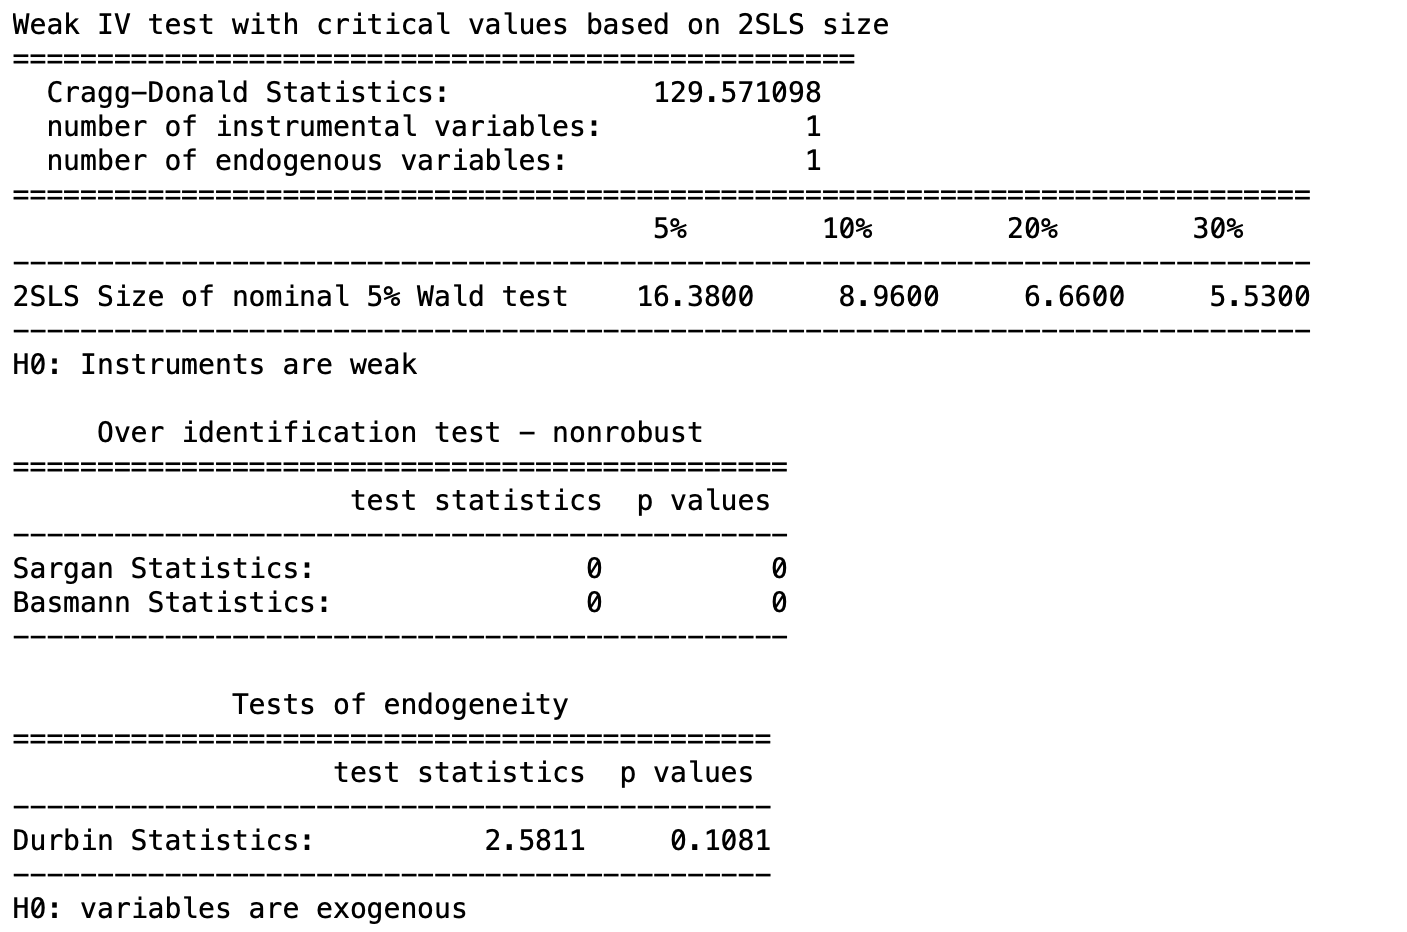 Weak IV test with critical values based on 2SLS size
==================================================
  Cragg-Donald Statistics:            129.571098
  number of instrumental variables:            1
  number of endogenous variables:              1
=============================================================================
                                      5%        10%        20%        30%
-----------------------------------------------------------------------------
2SLS Size of nominal 5% Wald test    16.3800     8.9600     6.6600     5.5300
-----------------------------------------------------------------------------
H0: Instruments are weak

     Over identification test - nonrobust
==============================================
                    test statistics  p values
----------------------------------------------
Sargan Statistics:                0          0
Basmann Statistics:               0          0
----------------------------------------------

             Tests of endogeneity
=============================================
                   test statistics  p values
---------------------------------------------
Durbin Statistics:          2.5811     0.1081
---------------------------------------------
H0: variables are exogenous